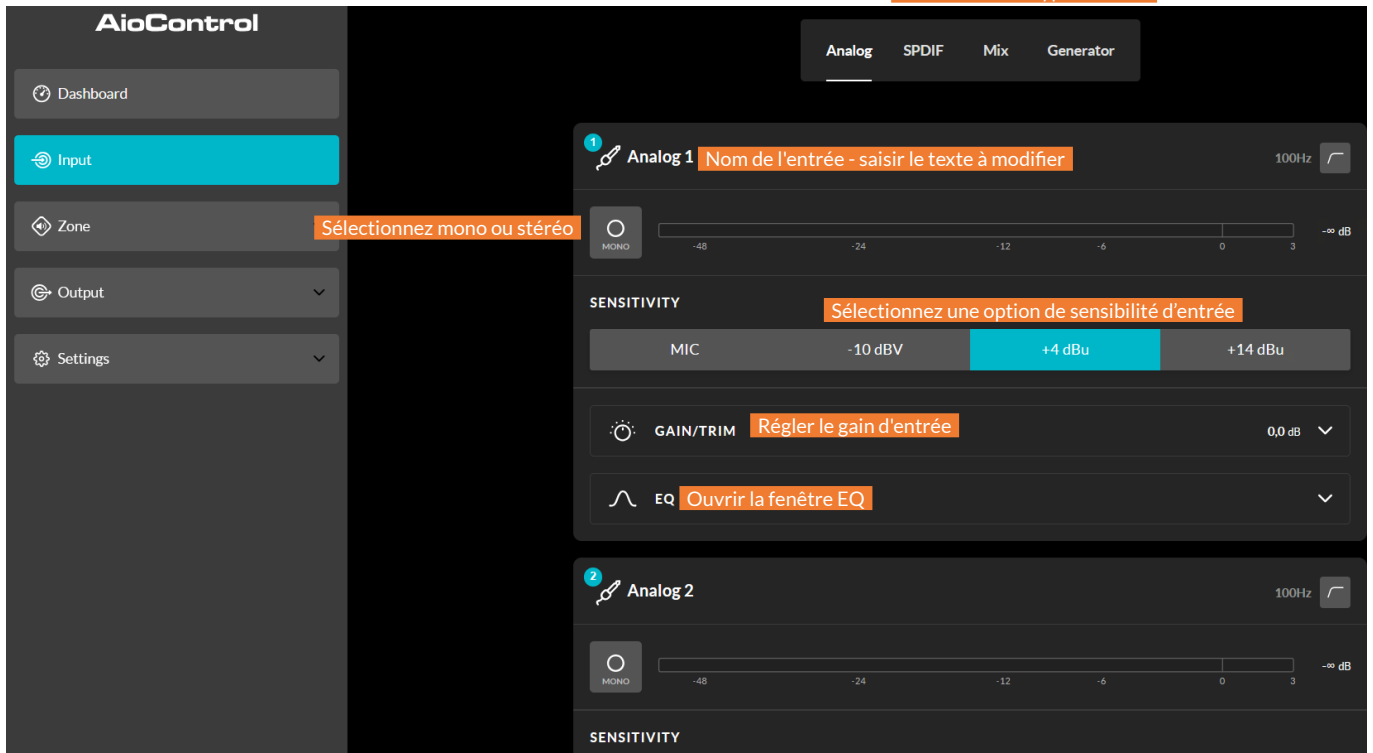 AioControl
Dashboard
Input
Zone
Output
Settings
Analog SPDIF Mix Generator
1
Analog 1 Nom de l'entrée - saisir le texte à modifier 100Hz
Sélectionnez mono ou stéréo
MONO -48 -24 -12 -6 0 3 -∞ dB
SENSITIVITY
Sélectionnez une option de sensibilité d’entrée
MIC -10 dBV +4 dBu +14 dBu
GAIN/TRIM Régler le gain d'entrée 0,0 dB
EQ Ouvrir la fenêtre EQ
2
Analog 2 100Hz
MONO -48 -24 -12 -6 0 3 -∞ dB
SENSITIVITY